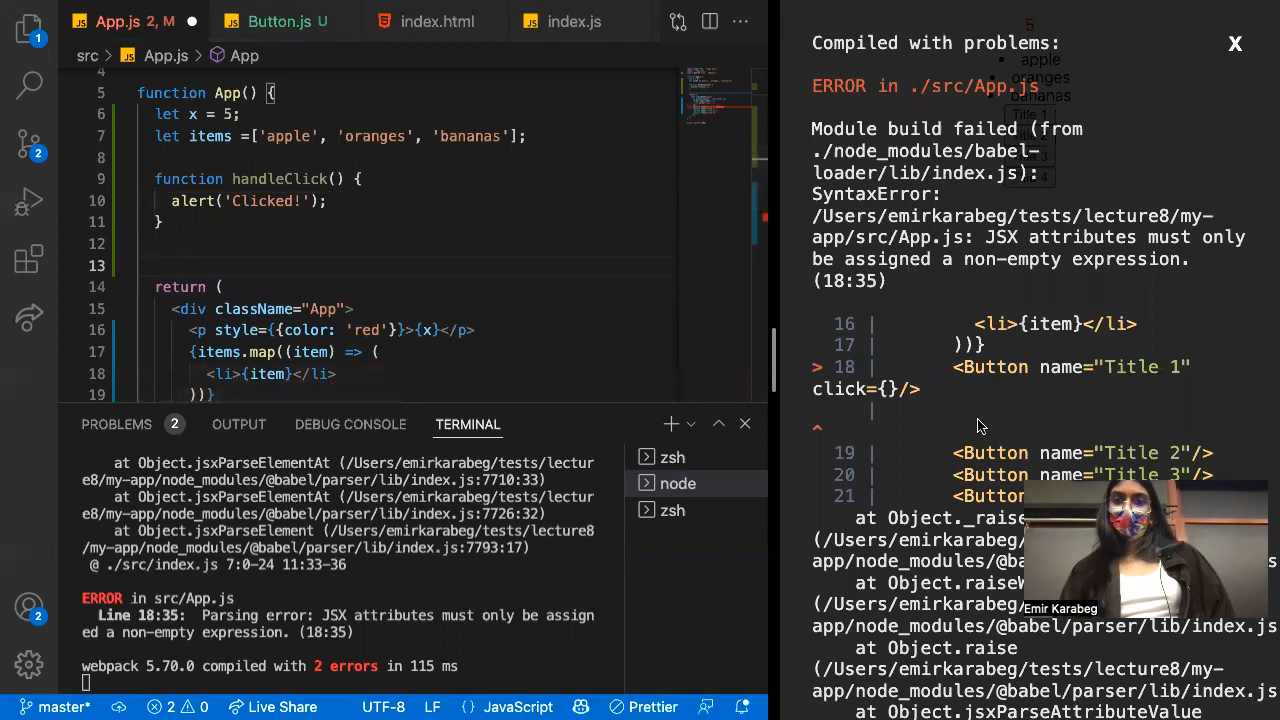 App.js 2, M
Button.js U
index.html
index.js
src > App.js > App
4
5 function App() {
6 let x = 5;
7 let items =['apple', 'oranges', 'bananas'];
8
9 function handleClick() {
10 alert('Clicked!');
11 }
12
13
14 return (
15 <div className="App">
16 <p style={{color: 'red'}}>{x}</p>
17 {items.map((item) => (
18 <li>{item}</li>
19 ))}
PROBLEMS 2 OUTPUT DEBUG CONSOLE TERMINAL
at Object.jsxParseElementAt (/Users/emirkarabeg/tests/lectur
e8/my-app/node_modules/@babel/parser/lib/index.js:7710:33)
at Object.jsxParseElementAt (/Users/emirkarabeg/tests/lectur
e8/my-app/node_modules/@babel/parser/lib/index.js:7726:32)
at Object.jsxParseElement (/Users/emirkarabeg/tests/lecture8
/my-app/node_modules/@babel/parser/lib/index.js:7793:17)
@ ./src/index.js 7:0-24 11:33-36
ERROR in src/App.js
Line 18:35: Parsing error: JSX attributes must only be assign
ed a non-empty expression. (18:35)
webpack 5.70.0 compiled with 2 errors in 115 ms
zsh
node
zsh
1
2
2
master* 2 0 Live Share UTF-8 LF {} JavaScript Prettier
Compiled with problems:
X
ERROR in ./src/App.js
Module build failed (from
./node_modules/babel-
loader/lib/index.js):
SyntaxError:
/Users/emirkarabeg/tests/lecture8/my-
app/src/App.js: JSX attributes must only
be assigned a non-empty expression.
(18:35)
16 | <li>{item}</li>
17 | ))}
> 18 | <Button name="Title 1"
click={}/>
|
^
19 | <Button name="Title 2"/>
20 | <Button name="Title 3"/>
21 | <Button
at Object._raise
(/Users/emirkarabeg/
app/node_modules/@ba
at Object.raiseW
(/Users/emirkarabeg/
app/node_modules/@babel/parser/lib/index.js
at Object.raise
(/Users/emirkarabeg/tests/lecture8/my-
app/node_modules/@babel/parser/lib/index.js
at Object.jsxParseAttributeValue
5
apple
oranges
bananas
Title 1
Emir Karabeg